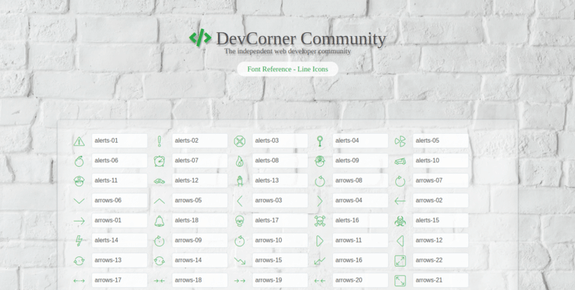 DevCorner Community
The independent web developer community
Font Reference - Line Icons
alerts-01 alerts-02 alerts-03 alerts-04 alerts-05
alerts-06 alerts-07 alerts-08 alerts-09 alerts-10
alerts-11 alerts-12 alerts-13 arrows-08 arrows-07
arrows-06 arrows-05 arrows-03 arrows-04 arrows-02
arrows-01 alerts-18 alerts-17 alerts-16 alerts-15
alerts-14 arrows-09 arrows-10 arrows-11 arrows-12
arrows-13 arrows-14 arrows-15 arrows-16 arrows-22
arrows-17 arrows-18 arrows-19 arrows-20 arrows-21